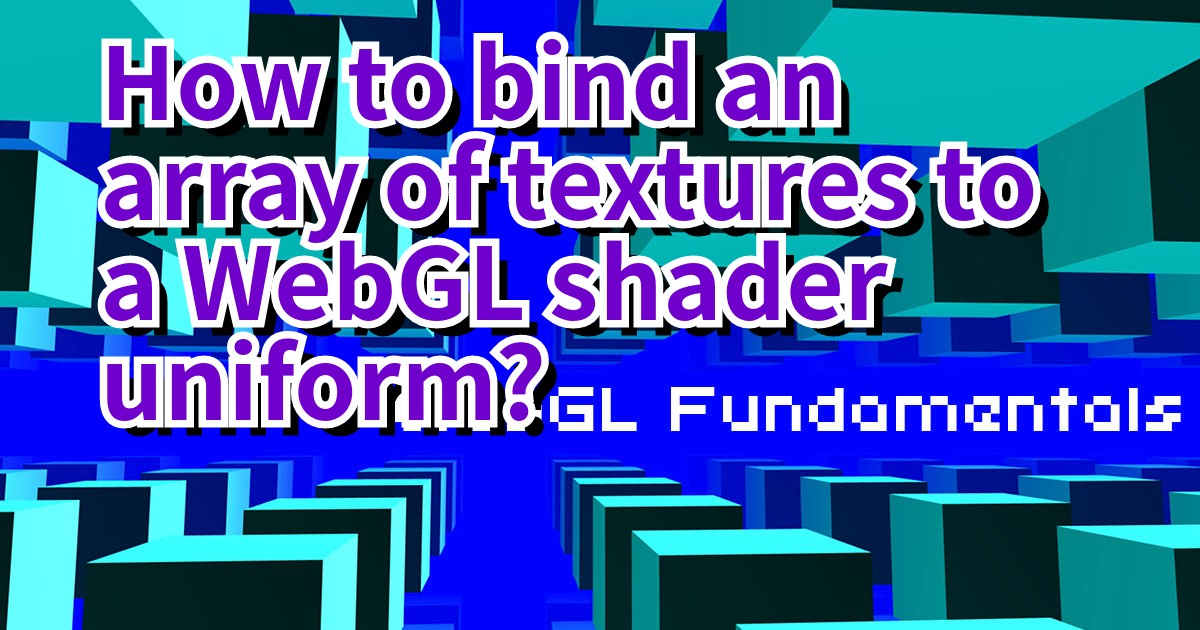 How to bind an
array of textures to
a WebGL shader
uniform?
GL Fundamentals